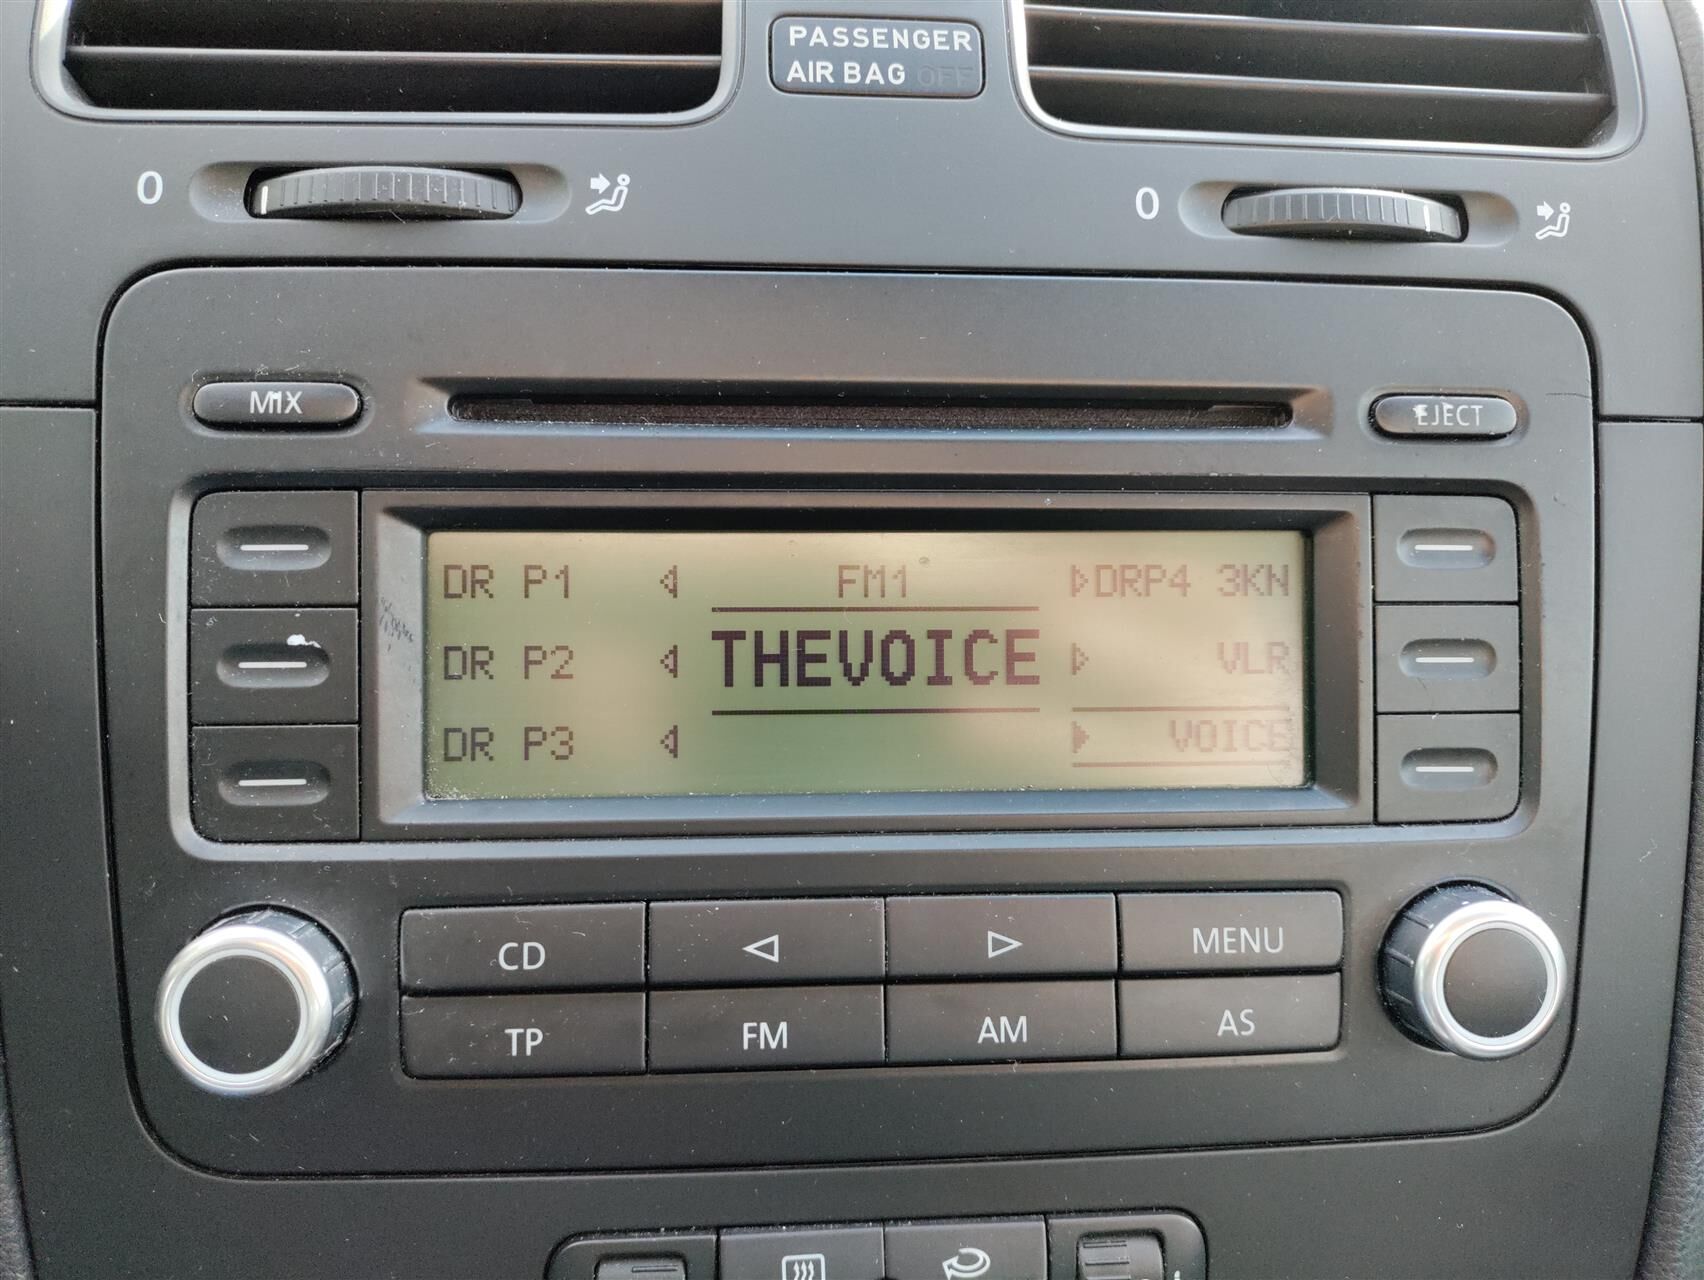 PASSENGER
AIR BAG OFF
0
0
MIX
EJECT
DR P1 FM1 DRP4 3KN
DR P2 THEVOICE VLR
DR P3 VOICE
CD MENU
TP FM AM AS